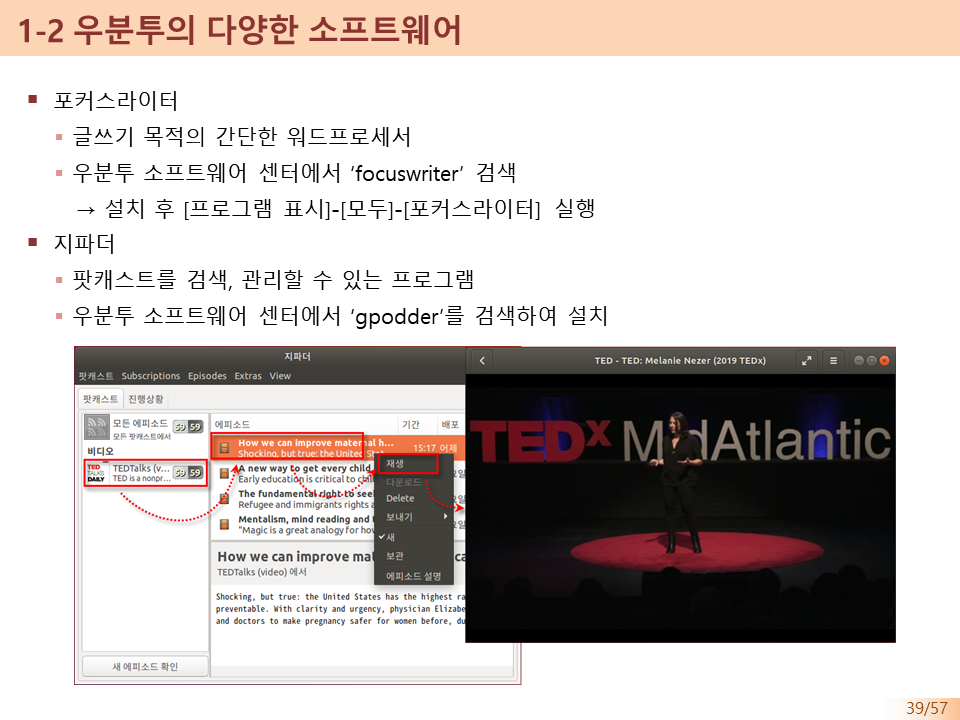 1-2 우분투의 다양한 소프트웨어
포커스라이터
글쓰기 목적의 간단한 워드프로세서
우분투 소프트웨어 센터에서 ‘focuswriter’ 검색
→ 설치 후 [프로그램 표시]-[모두]-[포커스라이터] 실행
지파더
팟캐스트를 검색, 관리할 수 있는 프로그램
우분투 소프트웨어 센터에서 ‘gpodder’를 검색하여 설치
지파더
팟캐스트 Subscriptions Episodes Extras View
팟캐스트 진행상황
모든 에피소드 59 59
모든 팟캐스트에서
비디오
TED TALKS DAILY
TEDTalks (v... 59 59
TED is a nonpr...
새 에피소드 확인
에피소드 기간 배포
How we can improve maternal h... 15:17 어제
Shocking, but true: the United Stat
A new way to get every child
Early education is critical to chil
The fundamental right to see
Refugee and immigrants rights a
Mentalism, mind reading and
"Magic is a great analogy for how
재생
다운로드
Delete
보내기
새
보관
에피소드 설명
How we can improve mat
TEDTalks (video) 에서
Shocking, but true: the United States has the highest ra
preventable. With clarity and urgency, physician Elizabe
and doctors to make pregnancy safer for women before, du
TED - TED: Melanie Nezer (2019 TEDx)
TEDx MidAtlantic
39/57